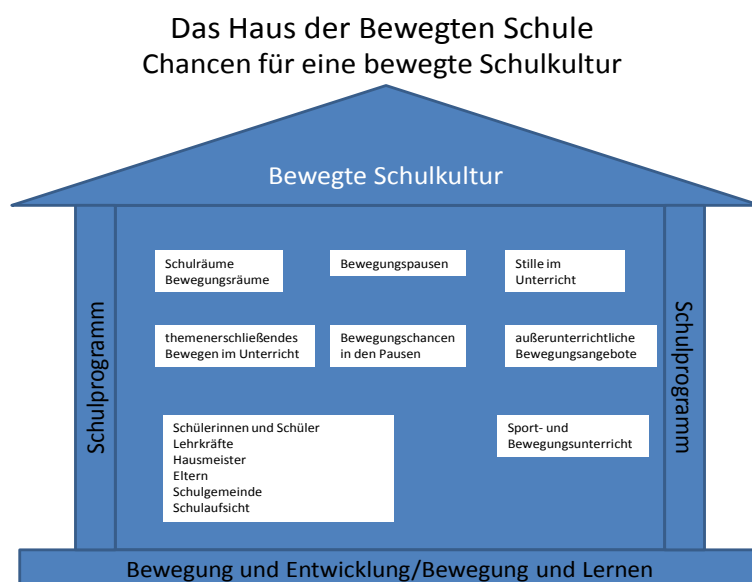 Das Haus der Bewegten Schule
Chancen für eine bewegte Schulkultur
Bewegte Schulkultur
Schulprogramm
Schulräume
Bewegungsräume
Bewegungspausen
Stille im
Unterricht
themenerschließendes
Bewegen im Unterricht
Bewegungschancen
in den Pausen
außerunterrichtliche
Bewegungsangebote
Schülerinnen und Schüler
Lehrkräfte
Hausmeister
Eltern
Schulgemeinde
Schulaufsicht
Sport- und
Bewegungsunterricht
Schulprogramm
Bewegung und Entwicklung/Bewegung und Lernen